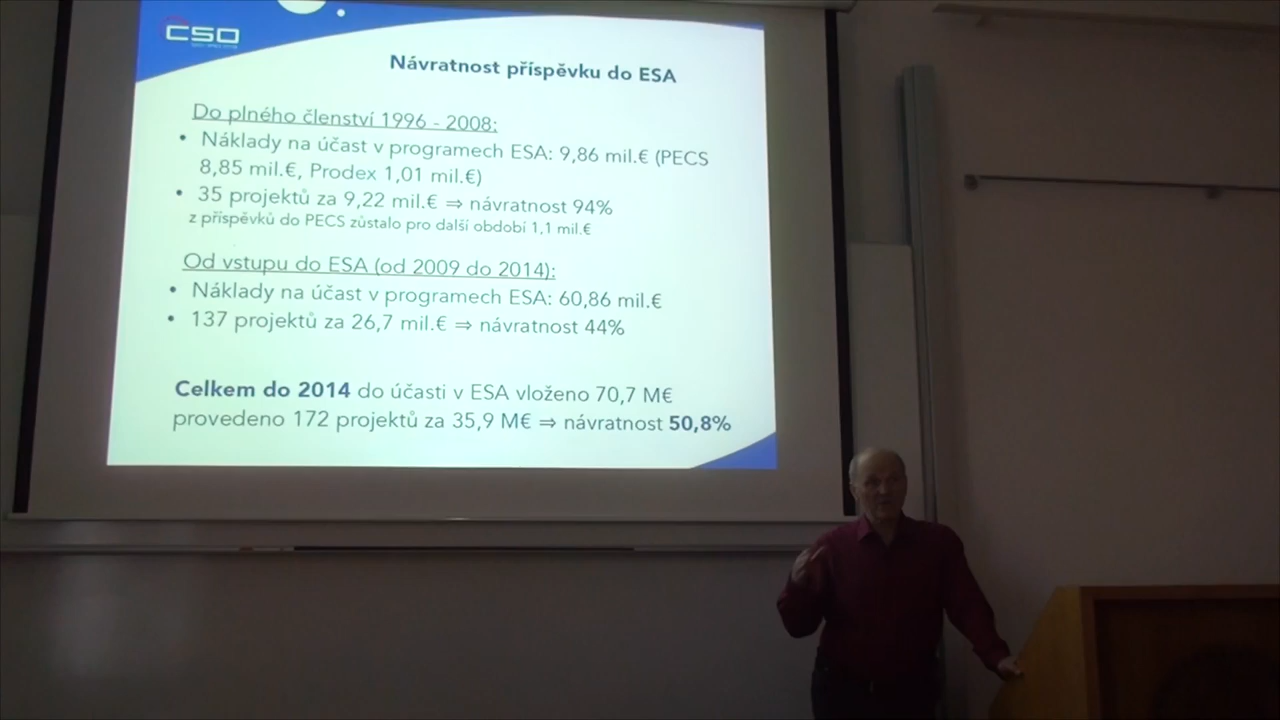 CSO
Návratnost příspěvku do ESA
Do plného členství 1996 - 2008:
• Náklady na účast v programech ESA: 9,86 mil.€ (PECS
8,85 mil.€, Prodex 1,01 mil.€)
• 35 projektů za 9,22 mil.€ ⇒ návratnost 94%
z příspěvků do PECS zůstalo pro další období 1,1 mil.€
Od vstupu do ESA (od 2009 do 2014):
• Náklady na účast v programech ESA: 60,86 mil.€
• 137 projektů za 26,7 mil.€ ⇒ návratnost 44%
Celkem do 2014 do účasti v ESA vloženo 70,7 M€
provedeno 172 projektů za 35,9 M€ ⇒ návratnost 50,8%